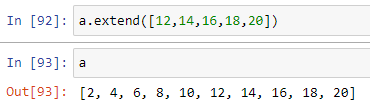 In [92]: a.extend([12,14,16,18,20])
In [93]: a
Out[93]: [2, 4, 6, 8, 10, 12, 14, 16, 18, 20]